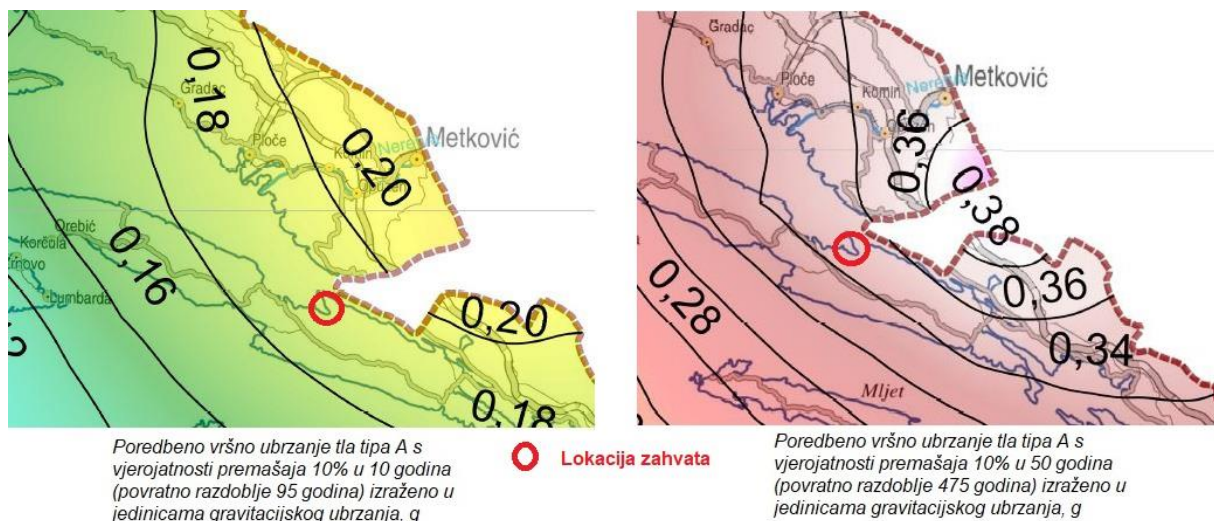 0,18
Gradac
Ploče
Komin
0,20
Metković
Orebić
Korčula
Lumbarda
0,16
0,20
0,18
Gradac
Ploče
Komin
Metković
0,36
0,38
0,36
0,28
0,34
Mljet
Poredbeno vršno ubrzanje tla tipa A s
vjerojatnosti premašaja 10% u 10 godina
(povratno razdoblje 95 godina) izraženo u
jedinicama gravitacijskog ubrzanja, g
Lokacija zahvata
Poredbeno vršno ubrzanje tla tipa A s
vjerojatnosti premašaja 10% u 50 godina
(povratno razdoblje 475 godina) izraženo u
jedinicama gravitacijskog ubrzanja, g